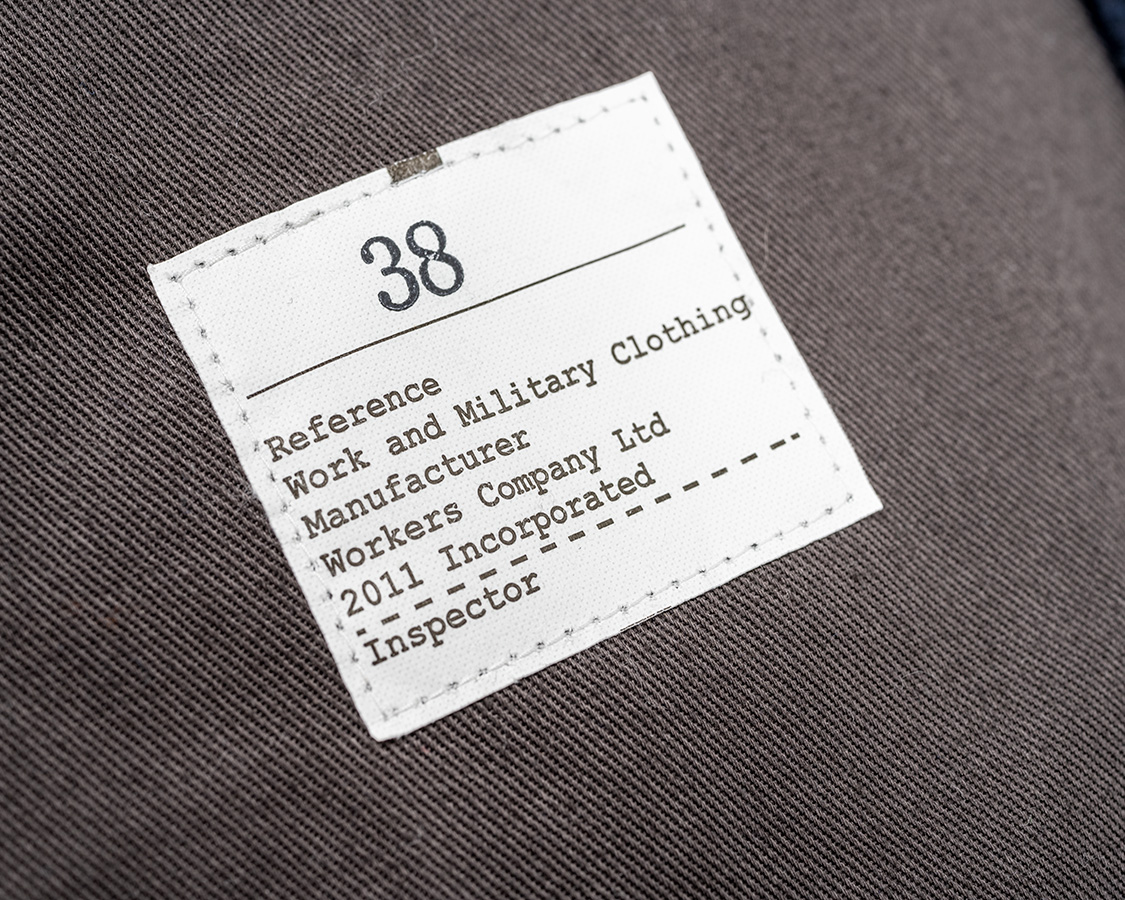 38
Reference
Work and Military Clothing
Manufacturer
Workers Company Ltd
2011 Incorporated
Inspector